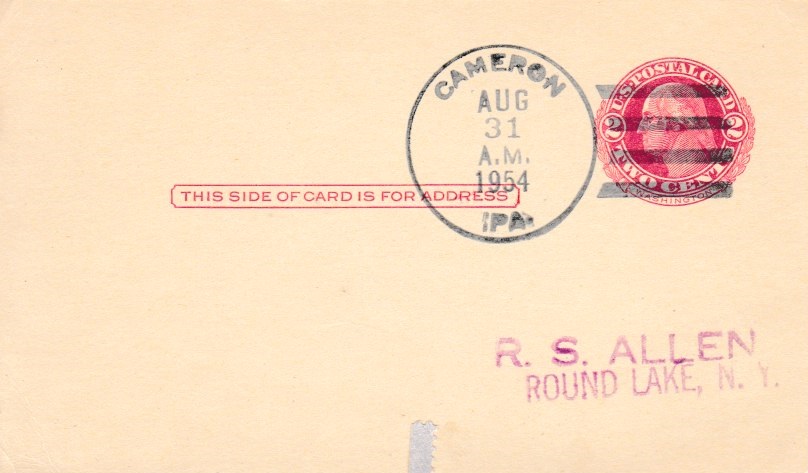 CAMERON
AUG
31
A.M.
1954
PA.
U.S. POSTAL CARD
2 2
TWO CENTS
WASHINGTON
THIS SIDE OF CARD IS FOR ADDRESS
R. S. ALLEN
ROUND LAKE, N. Y.